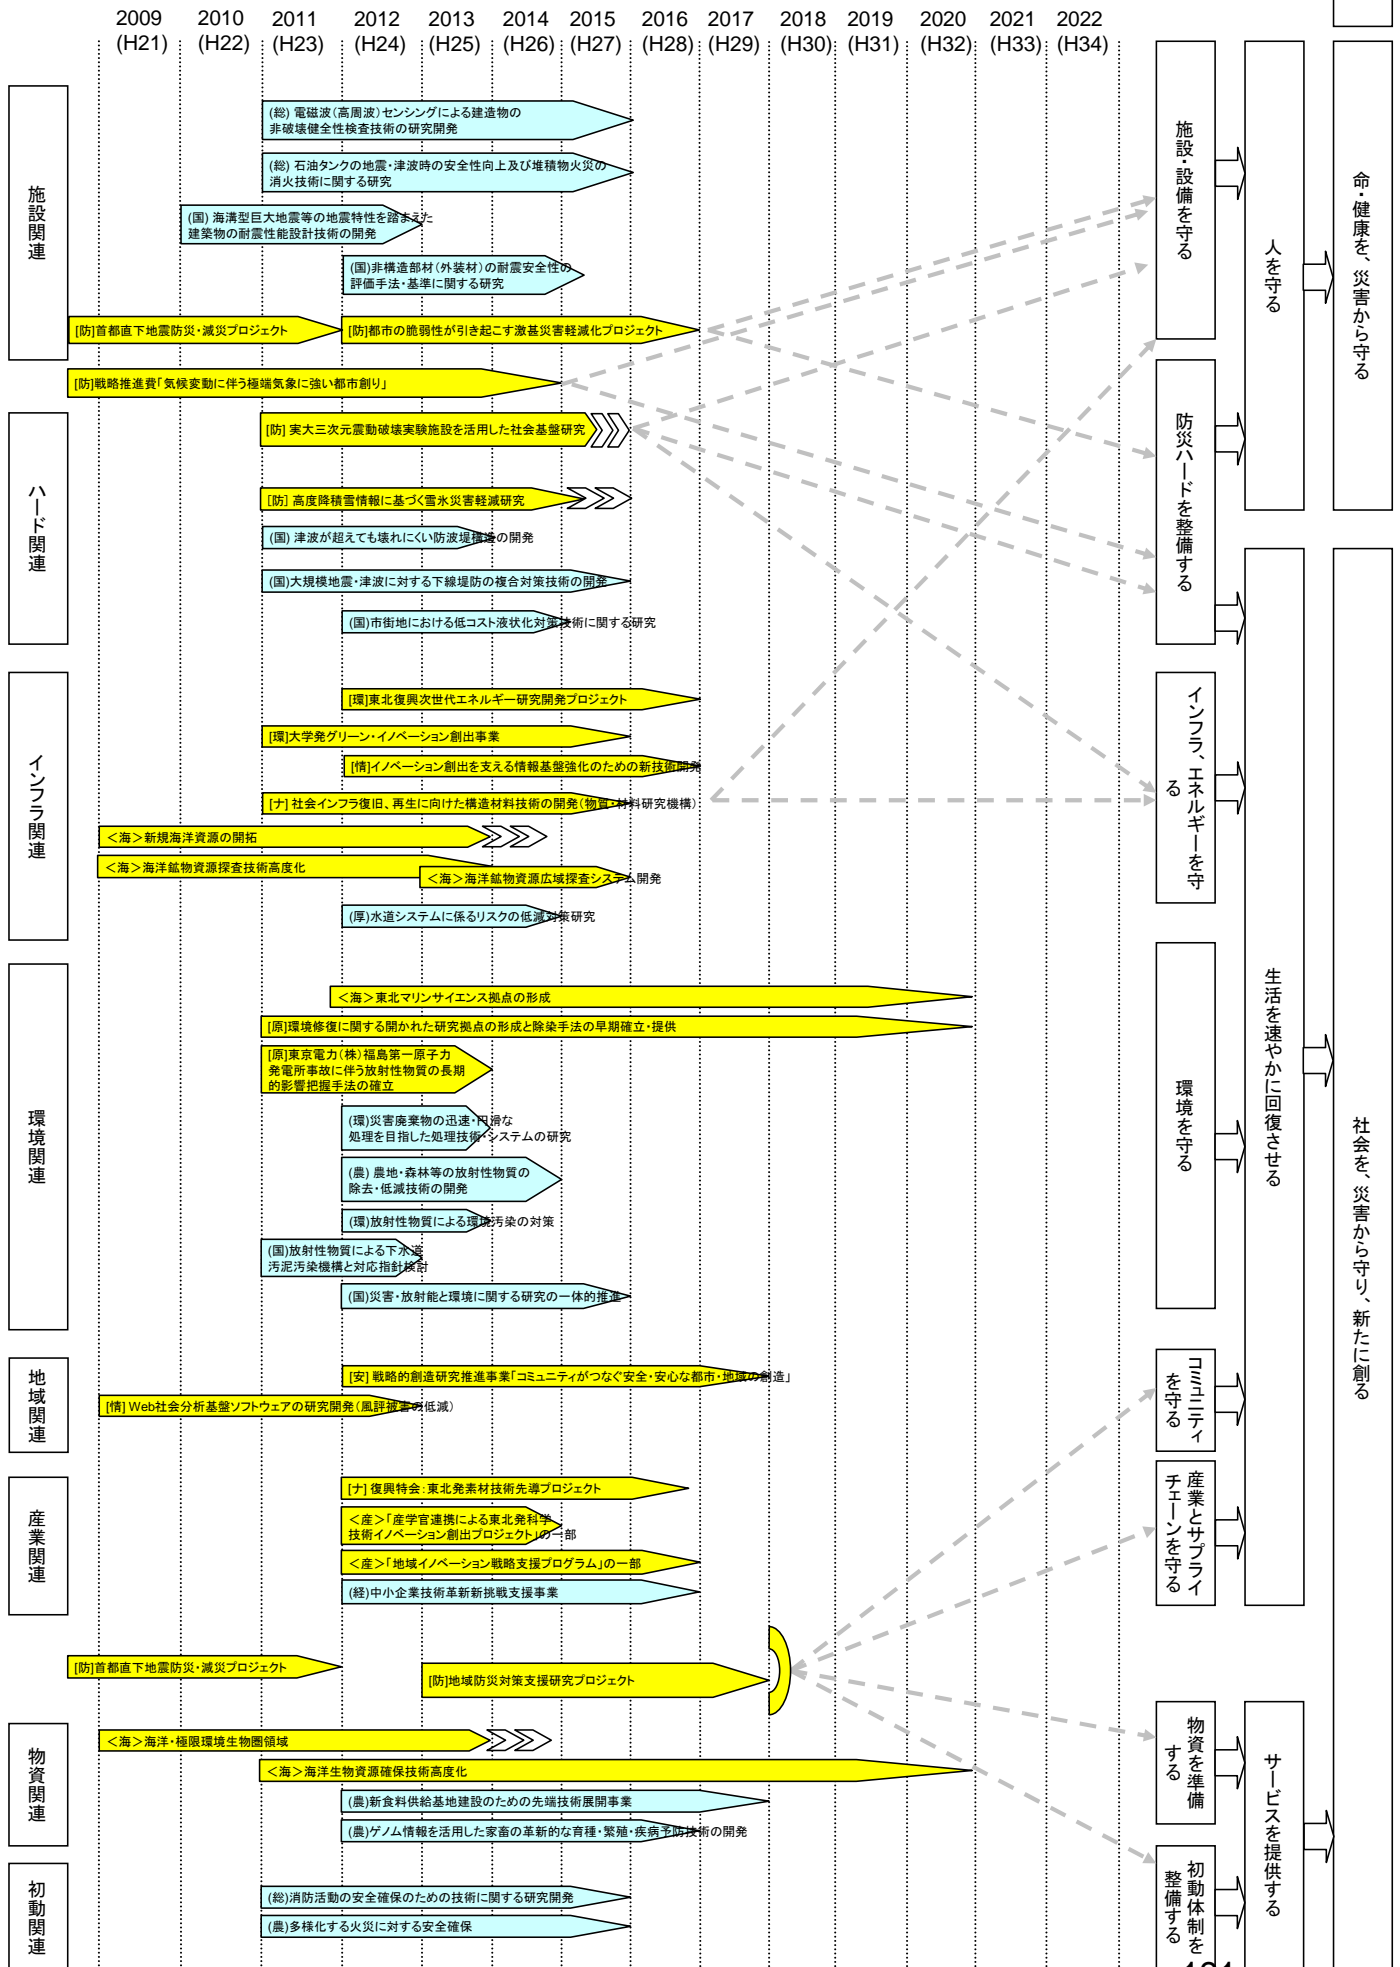 2009 2010 2011 2012 2013 2014 2015 2016 2017 2018 2019 2020 2021 2022
(H21) (H22) (H23) (H24) (H25) (H26) (H27) (H28) (H29) (H30) (H31) (H32) (H33) (H34)
施設関連
(総) 電磁波(高周波)センシングによる建造物の
非破壊健全性検査技術の研究開発
(総) 石油タンクの地震・津波時の安全性向上及び堆積物火災の
消火技術に関する研究
(国) 海溝型巨大地震等の地震特性を踏まえた
建築物の耐震性能設計技術の開発
(国)非構造部材(外装材)の耐震安全性の
評価手法・基準に関する研究
[防]首都直下地震防災・減災プロジェクト
[防]都市の脆弱性が引き起こす激甚災害軽減化プロジェクト
[防]戦略推進費「気候変動に伴う極端気象に強い都市創り」
ハード関連
[防] 実大三次元震動破壊実験施設を活用した社会基盤研究
[防] 高度降積雪情報に基づく雪氷災害軽減研究
(国) 津波が超えても壊れにくい防波堤構造の開発
(国)大規模地震・津波に対する下線堤防の複合対策技術の開発
(国)市街地における低コスト液状化対策技術に関する研究
インフラ関連
[環]東北復興次世代エネルギー研究開発プロジェクト
[環]大学発グリーン・イノベーション創出事業
[情]イノベーション創出を支える情報基盤強化のための新技術開発
[ナ] 社会インフラ復旧、再生に向けた構造材料技術の開発(物質・材料研究機構)
<海>新規海洋資源の開拓
<海>海洋鉱物資源探査技術高度化
<海>海洋鉱物資源広域探査システム開発
(厚)水道システムに係るリスクの低減対策研究
環境関連
<海>東北マリンサイエンス拠点の形成
[原]環境修復に関する開かれた研究拠点の形成と除染手法の早期確立・提供
[原]東京電力(株)福島第一原子力
発電所事故に伴う放射性物質の長期
的影響把握手法の確立
(環)災害廃棄物の迅速・円滑な
処理を目指した処理技術・システムの研究
(農) 農地・森林等の放射性物質の
除去・低減技術の開発
(環)放射性物質による環境汚染の対策
(国)放射性物質による下水道
汚泥汚染機構と対応指針検討
(国)災害・放射能と環境に関する研究の一体的推進
地域関連
[安] 戦略的創造研究推進事業「コミュニティがつなぐ安全・安心な都市・地域の創造」
[情] Web社会分析基盤ソフトウェアの研究開発(風評被害の低減)
産業関連
[ナ] 復興特会:東北発素材技術先導プロジェクト
<産>「産学官連携による東北発科学
技術イノベーション創出プロジェクト」の一部
<産>「地域イノベーション戦略支援プログラム」の一部
(経)中小企業技術革新新挑戦支援事業
[防]首都直下地震防災・減災プロジェクト
[防]地域防災対策支援研究プロジェクト
物資関連
<海>海洋・極限環境生物圏領域
<海>海洋生物資源確保技術高度化
(農)新食料供給基地建設のための先端技術展開事業
(農)ゲノム情報を活用した家畜の革新的な育種・繁殖・疾病予防技術の開発
初動関連
(総)消防活動の安全確保のための技術に関する研究開発
(農)多様化する火災に対する安全確保
施設・設備を守る
防災ハードを整備する
インフラ、エネルギーを守
る
環境を守る
コミュニティ
を守る
産業とサプライ
チェーンを守る
物資を準備
する
初動体制を
整備する
人を守る
生活を速やかに回復させる
サービスを提供する
命・健康を、災害から守る
社会を、災害から守り、新たに創る